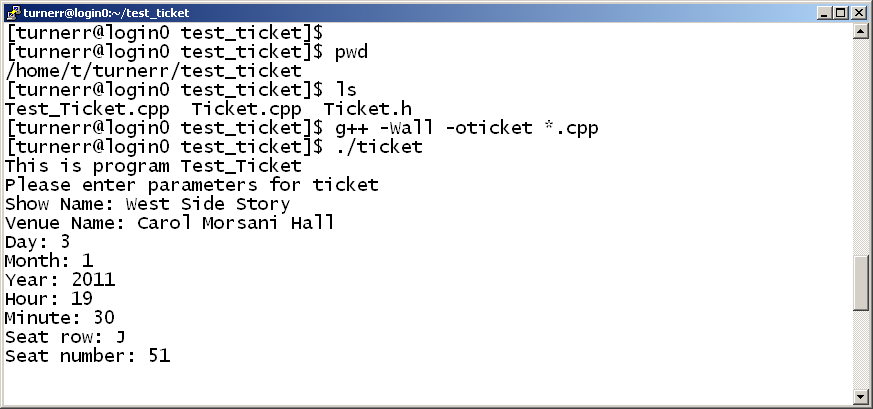 turnerr@login0:~/test_ticket
[turnerr@login0 test_ticket]$
[turnerr@login0 test_ticket]$ pwd
/home/t/turnerr/test_ticket
[turnerr@login0 test_ticket]$ ls
Test_Ticket.cpp  Ticket.cpp  Ticket.h
[turnerr@login0 test_ticket]$ g++ -Wall -oticket *.cpp
[turnerr@login0 test_ticket]$ ./ticket
This is program Test_Ticket
Please enter parameters for ticket
Show Name: West Side Story
Venue Name: Carol Morsani Hall
Day: 3
Month: 1
Year: 2011
Hour: 19
Minute: 30
Seat row: J
Seat number: 51